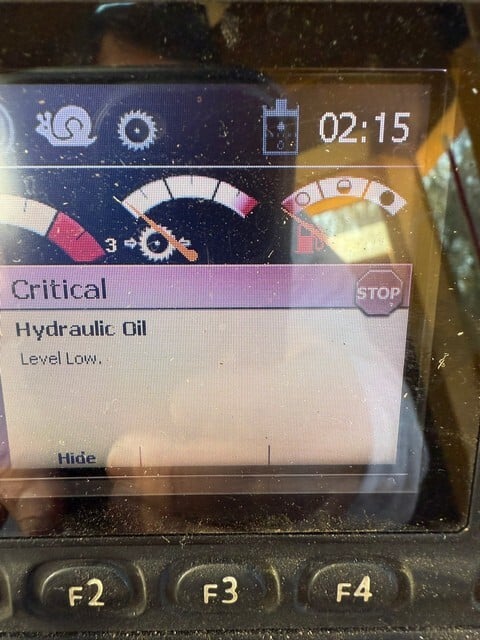 02:15
3
Critical STOP
Hydraulic Oil
Level Low.
Hide
F2 F3 F4